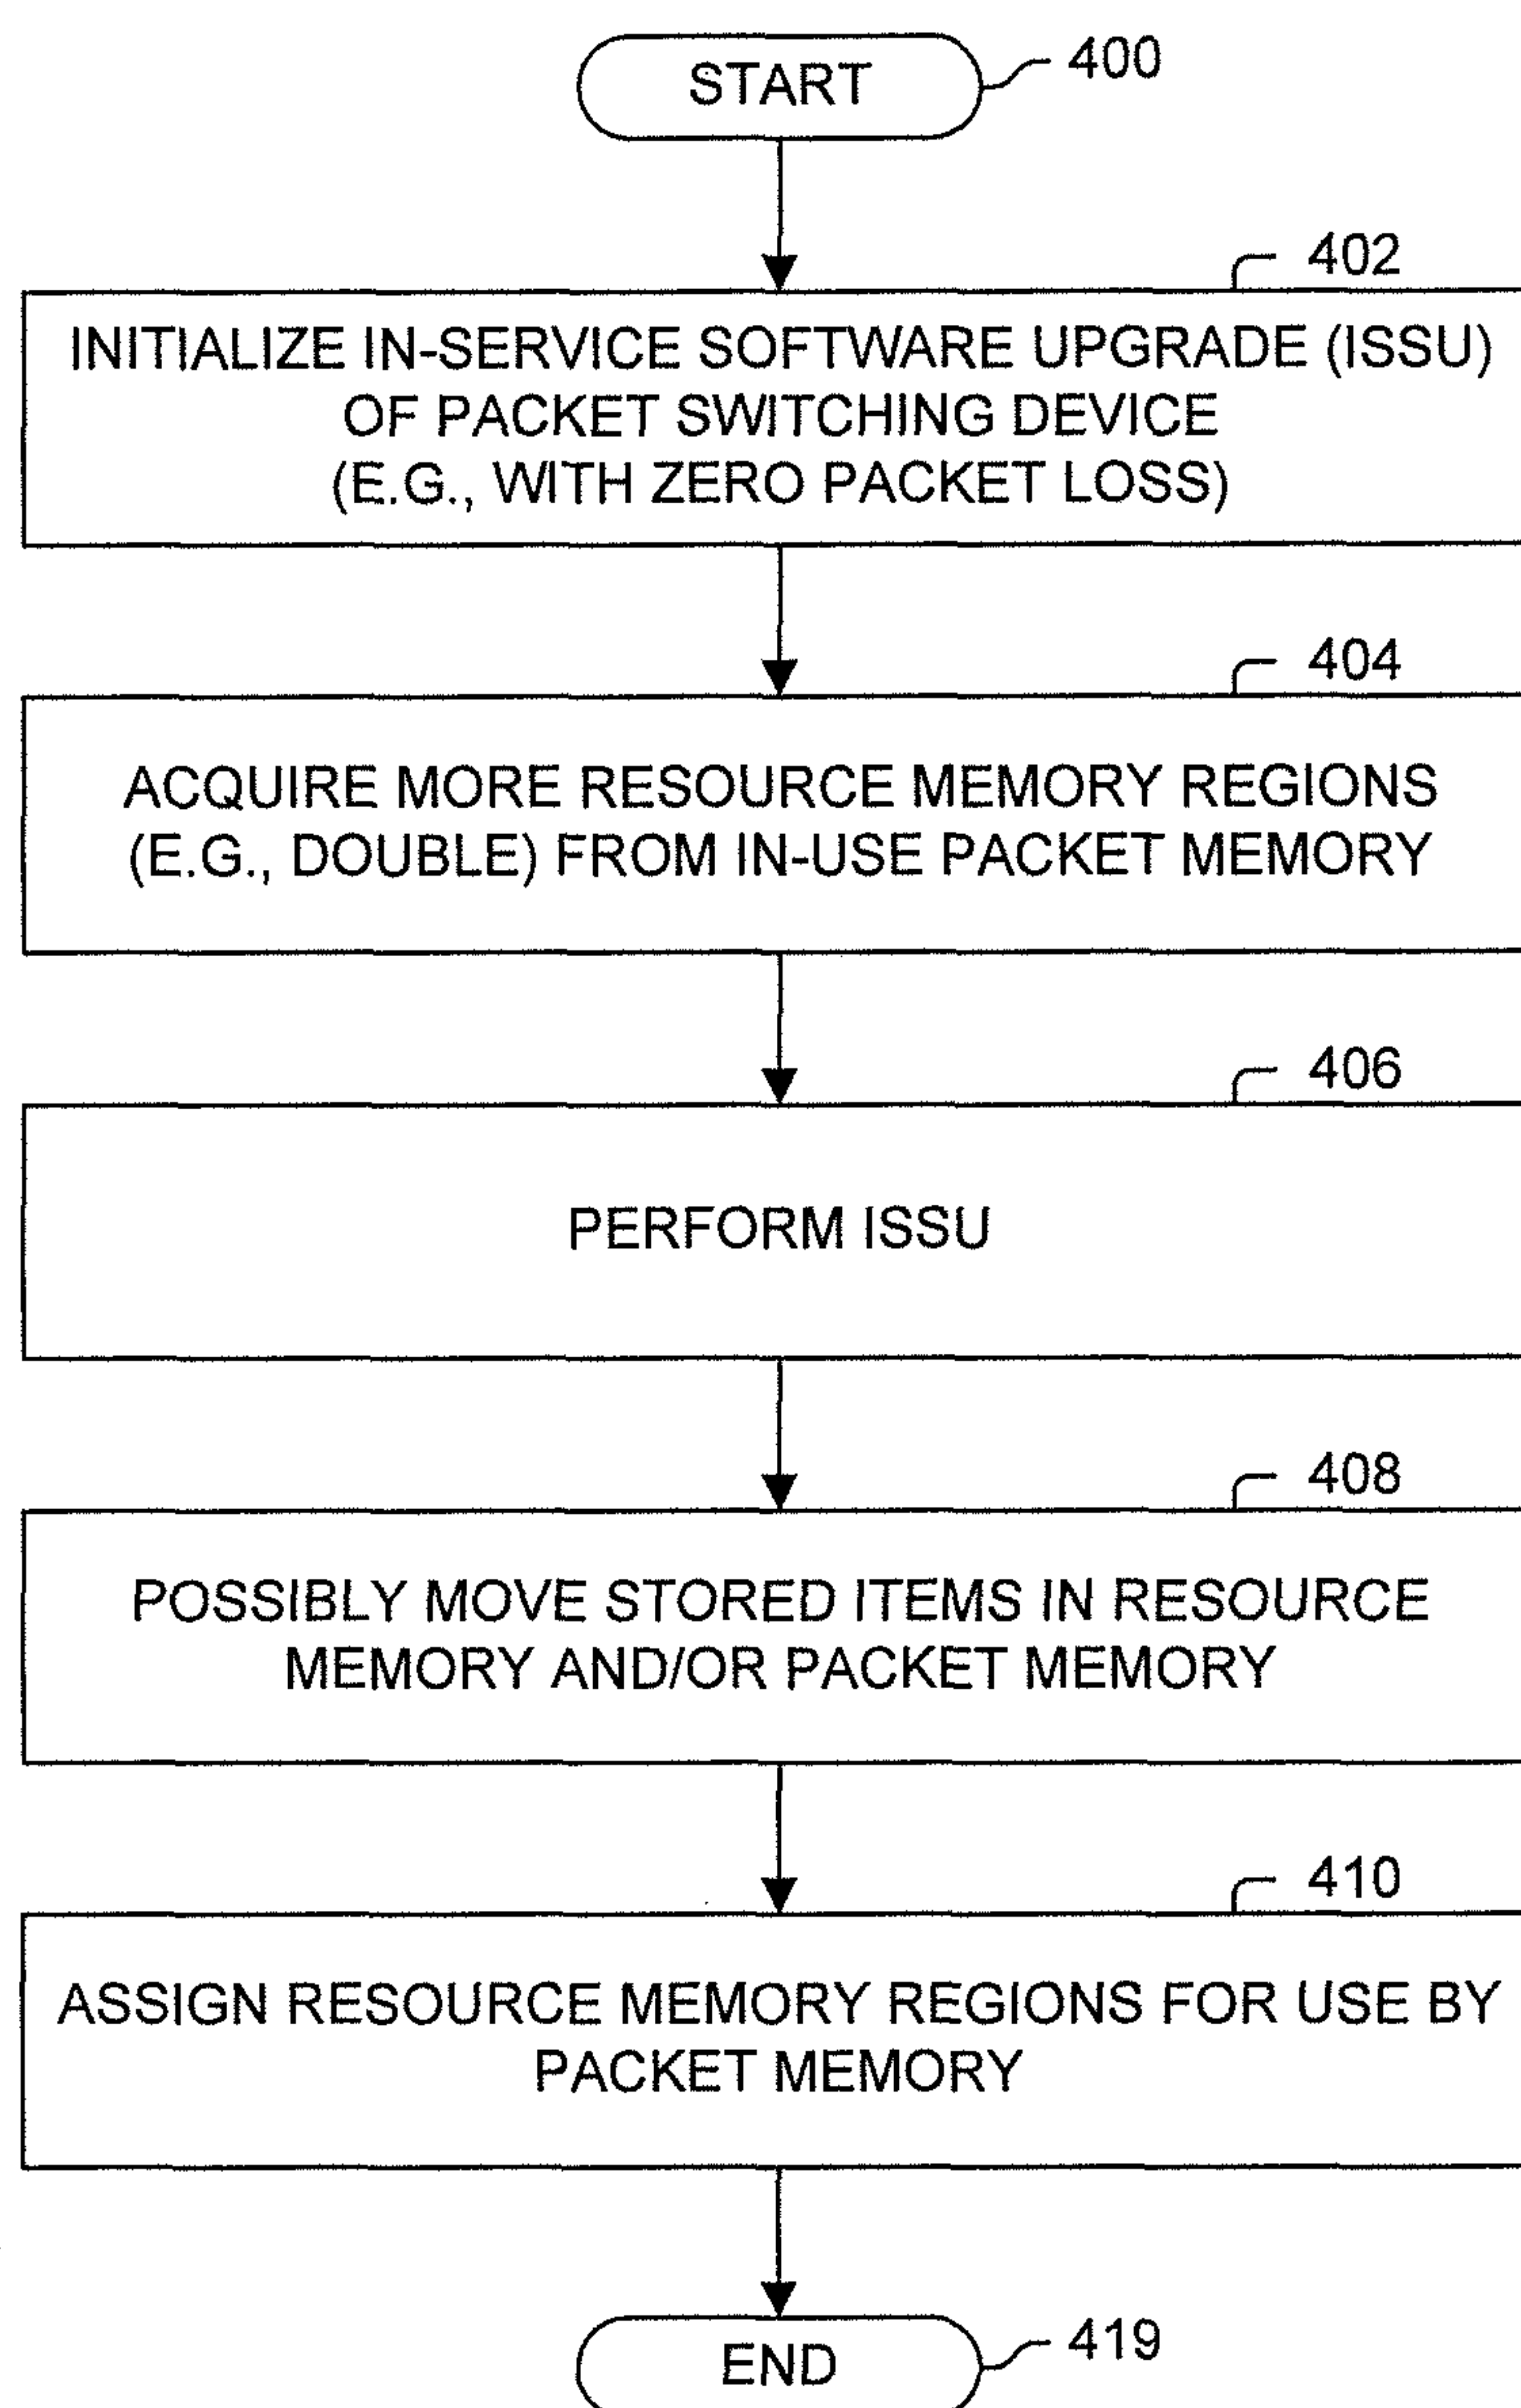 START
400
402
INITIALIZE IN-SERVICE SOFTWARE UPGRADE (ISSU)
OF PACKET SWITCHING DEVICE
(E.G., WITH ZERO PACKET LOSS)
404
ACQUIRE MORE RESOURCE MEMORY REGIONS
(E.G., DOUBLE) FROM IN-USE PACKET MEMORY
406
PERFORM ISSU
408
POSSIBLY MOVE STORED ITEMS IN RESOURCE
MEMORY AND/OR PACKET MEMORY
410
ASSIGN RESOURCE MEMORY REGIONS FOR USE BY
PACKET MEMORY
END
419